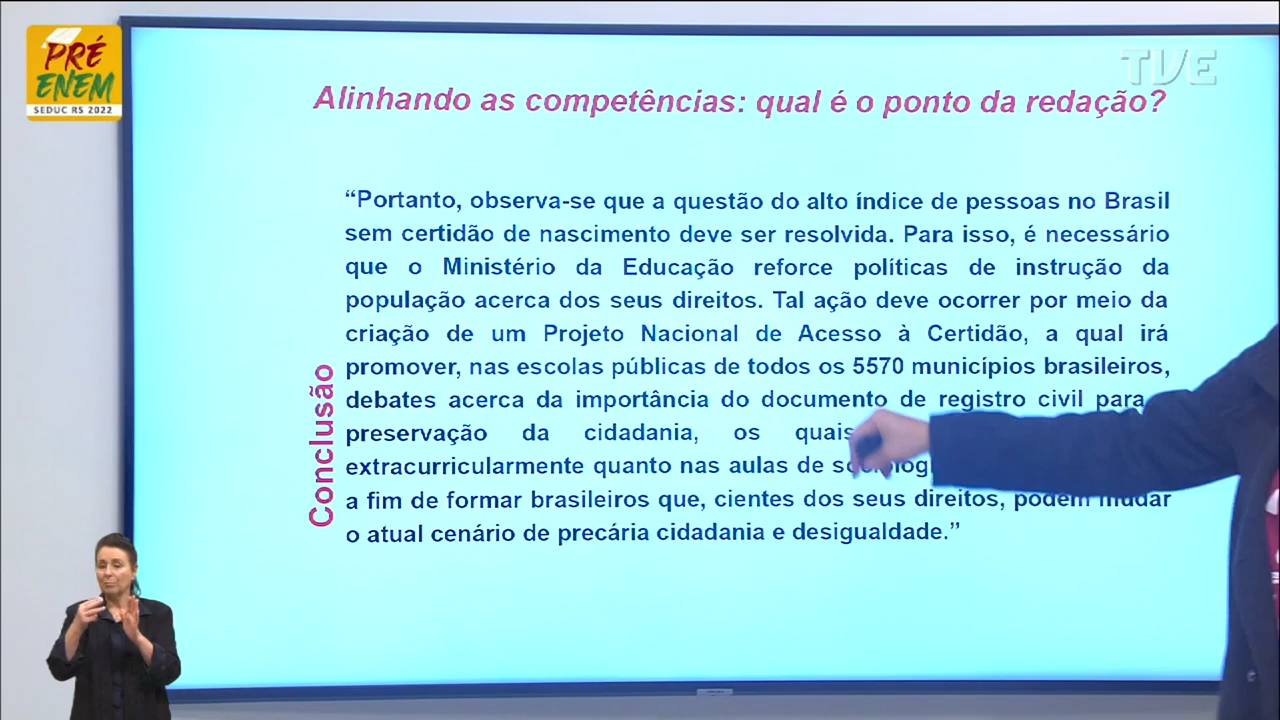 PRÉ
ENEM
SEDUC RS 2022
TVE
Alinhando as competências: qual é o ponto da redação?
“Portanto, observa-se que a questão do alto índice de pessoas no Brasil
sem certidão de nascimento deve ser resolvida. Para isso, é necessário
que o Ministério da Educação reforce políticas de instrução da
população acerca dos seus direitos. Tal ação deve ocorrer por meio da
criação de um Projeto Nacional de Acesso à Certidão, a qual irá
promover, nas escolas públicas de todos os 5570 municípios brasileiros,
debates acerca da importância do documento de registro civil para
preservação da cidadania, os quais
extracurricularmente quanto nas aulas de
a fim de formar brasileiros que, cientes dos seus direitos, podem mudar
o atual cenário de precária cidadania e desigualdade.”
Conclusão